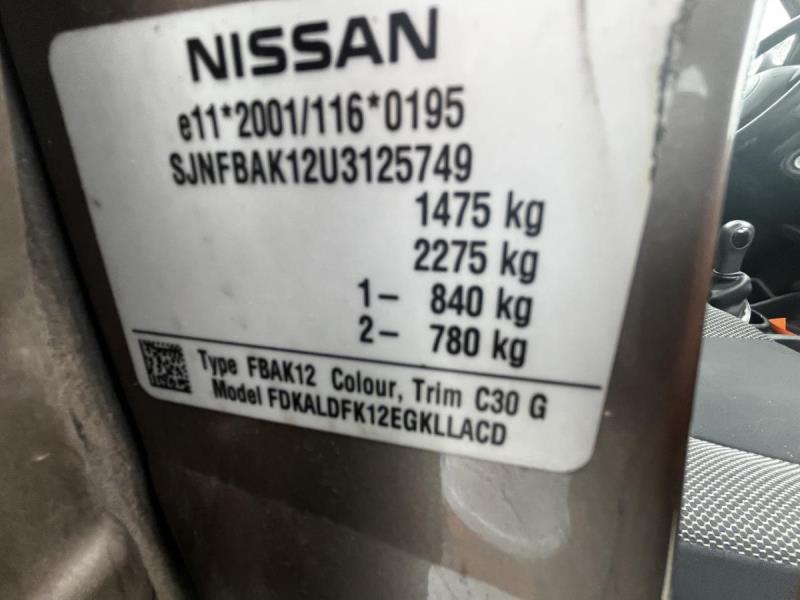 NISSAN
e11*2001/116*0195
SJNFBAK12U3125749
1475 kg
2275 kg
1– 840 kg
2– 780 kg
Type FBAK12 Colour, Trim C30 G
Model FDKALDFK12EGKLLACD